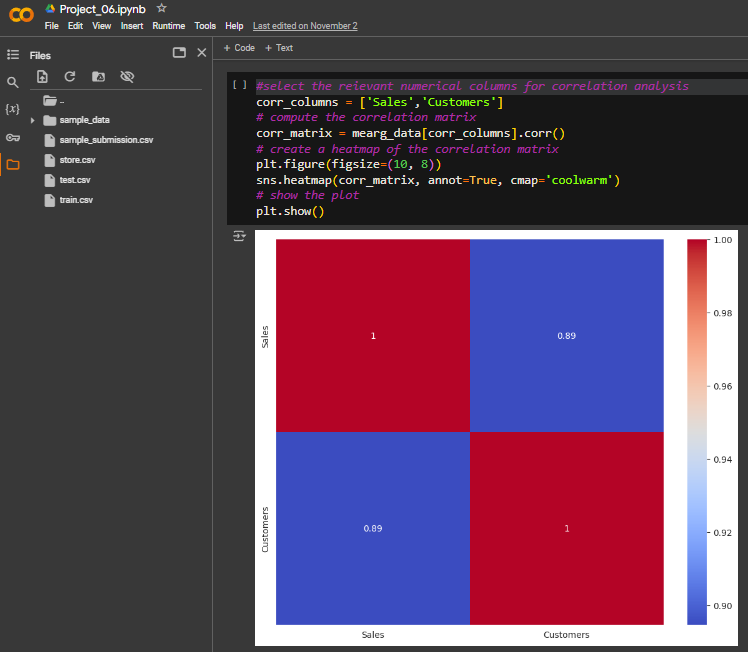 Project_06.ipynb
File Edit View Insert Runtime Tools Help Last edited on November 2
Files
+ Code + Text
..
sample_data
sample_submission.csv
store.csv
test.csv
train.csv
{x}
[ ]
#select the reievant numerical columns for correlation analysis
corr_columns = ['Sales','Customers']
# compute the correlation matrix
corr_matrix = mearg_data[corr_columns].corr()
# create a heatmap of the correlation matrix
plt.figure(figsize=(10, 8))
sns.heatmap(corr_matrix, annot=True, cmap='coolwarm')
# show the plot
plt.show()
Sales
Customers
1
0.89
0.89
1
Sales
Customers
1.00
0.98
0.96
0.94
0.92
0.90